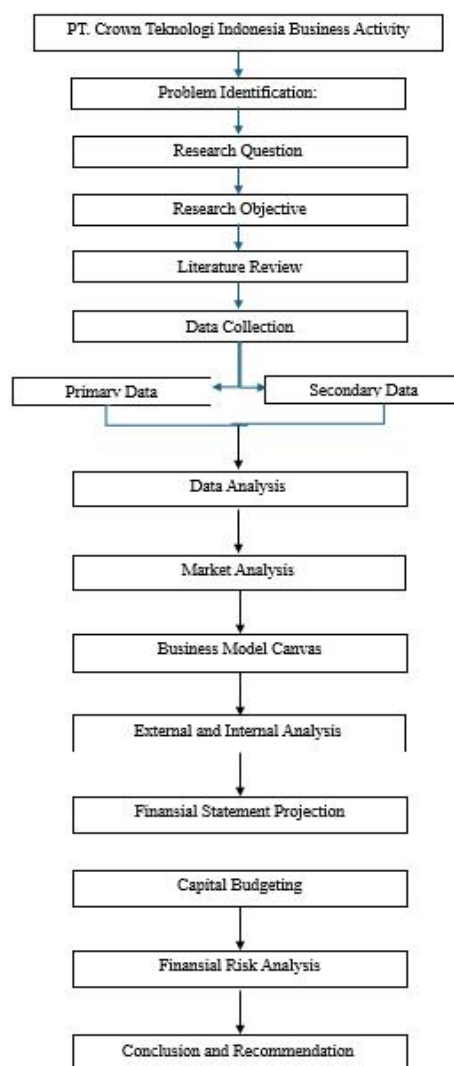 PT. Crown Teknologi Indonesia Business Activity
Problem Identification:
Research Question
Research Objective
Literature Review
Data Collection
Primary Data
Secondary Data
Data Analysis
Market Analysis
Business Model Canvas
External and Internal Analysis
Finansial Statement Projection
Capital Budgeting
Finansial Risk Analysis
Conclusion and Recommendation